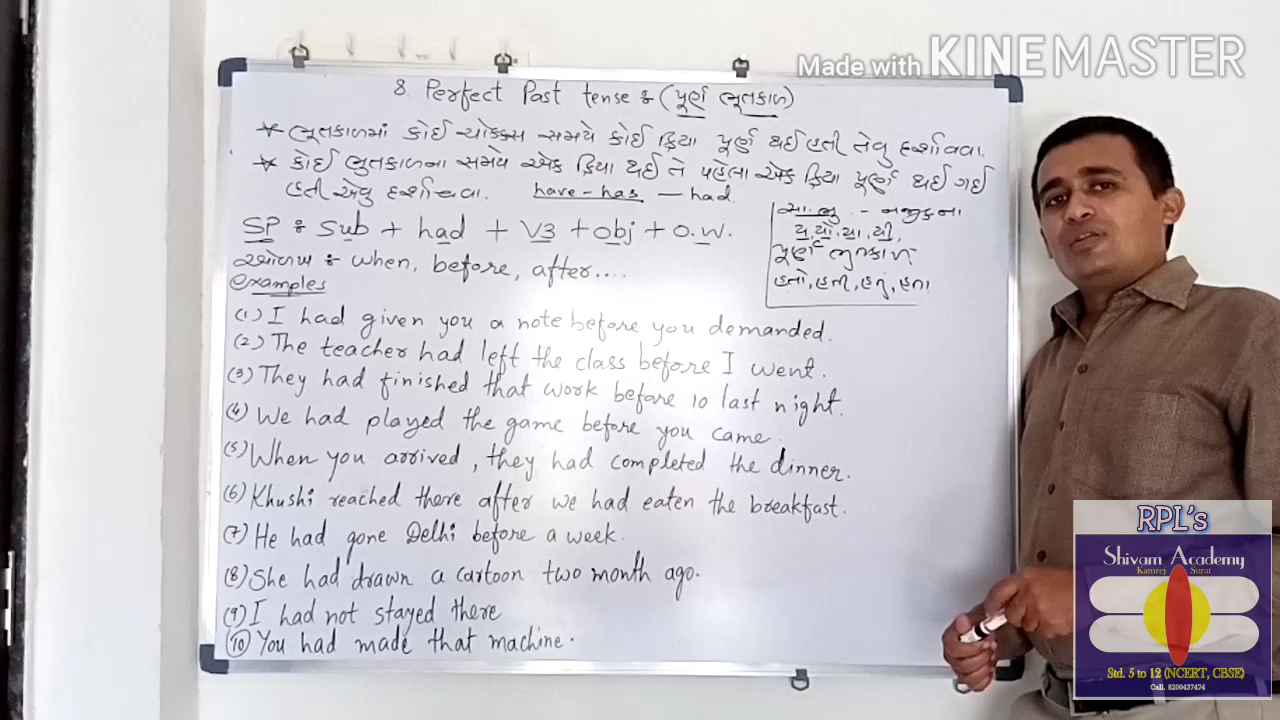 Made with KINEMASTER
8. Perfect Past tense : (પૂર્ણ ભૂતકાળ)
* ભૂતકાળમાં કોઈ ચોક્કસ સમયે કોઈ ક્રિયા પૂર્ણ થઈ હતી તેવુ દર્શાવવા.
* કોઈ ભુતકાળના સમયે એક ક્રિયા થઈ તે પહેલા એક ક્રિયા પૂર્ણ થઈ ગઈ
હતી એવુ દર્શાવવા. have - has — had.
સા. ભુ. - નજીકના
ય, યો, યા, યી,
પૂર્ણ ભુતકાળ
હતો, હતી, હતુ, હતા
SP : Sub + had + V3 + Obj + O.W.
ઓળખ : when, before, after....
Examples
(1) I had given you a note before you demanded.
(2) The teacher had left the class before I went.
(3) They had finished that work before 10 last night.
(4) We had played the game before you came.
(5) When you arrived, they had completed the dinner.
(6) Khushi reached there after we had eaten the breakfast.
(7) He had gone Delhi before a week.
(8) She had drawn a cartoon two month ago.
(9) I had not stayed there
(10) You had made that machine.
RPL's
Shivam Academy
Kamrej Surat
Std. 5 to 12 (NCERT, CBSE)
Call. 8200437474